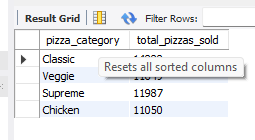 Result Grid Filter Rows:
pizza_category total_pizzas_sold
Classic
Resets all sorted columns
Veggie
Supreme 11987
Chicken 11050